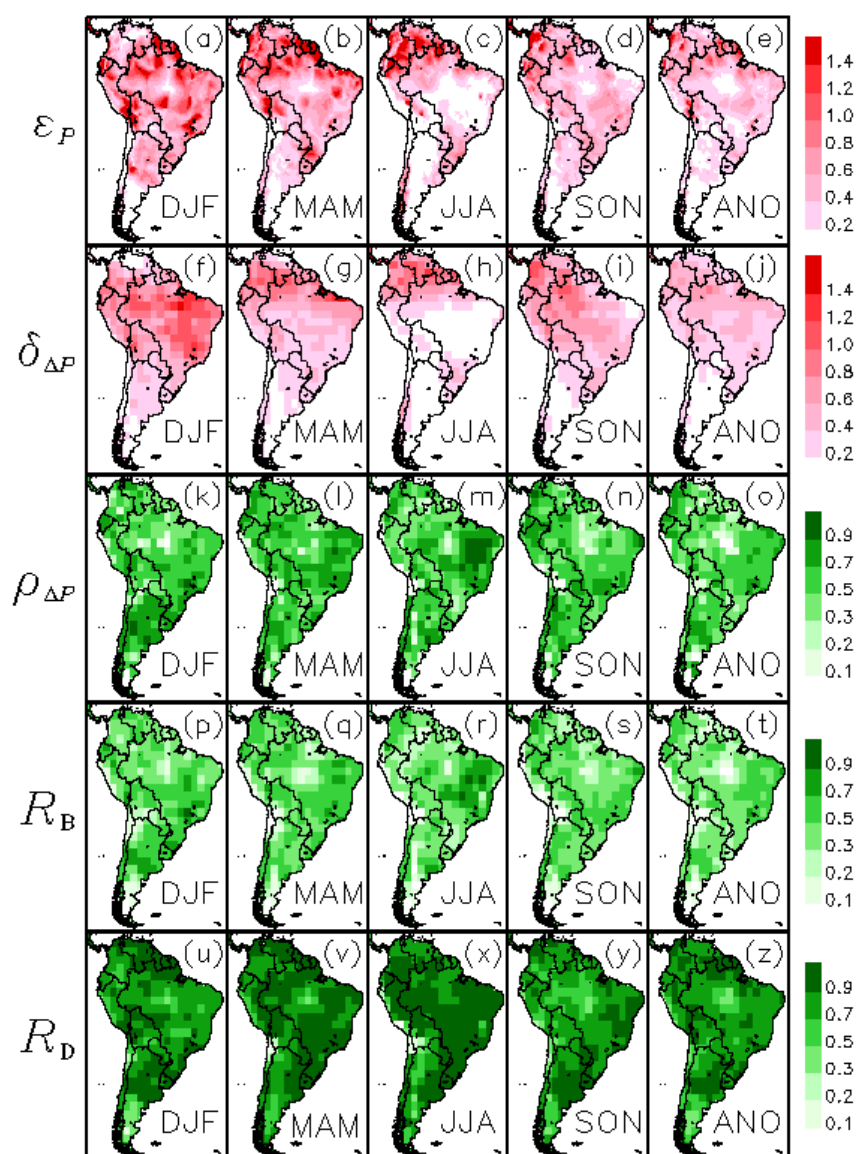 (a) (b) (c) (d) (e)
ε_P
DJF MAM JJA SON ANO
1.4
1.2
1.0
0.8
0.6
0.4
0.2
(f) (g) (h) (i) (j)
δ_ΔP
DJF MAM JJA SON ANO
1.4
1.2
1.0
0.8
0.6
0.4
0.2
(k) (l) (m) (n) (o)
ρ_ΔP
DJF MAM JJA SON ANO
0.9
0.7
0.5
0.3
0.2
0.1
(p) (q) (r) (s) (t)
R_B
DJF MAM JJA SON ANO
0.9
0.7
0.5
0.3
0.2
0.1
(u) (v) (x) (y) (z)
R_D
DJF MAM JJA SON ANO
0.9
0.7
0.5
0.3
0.2
0.1